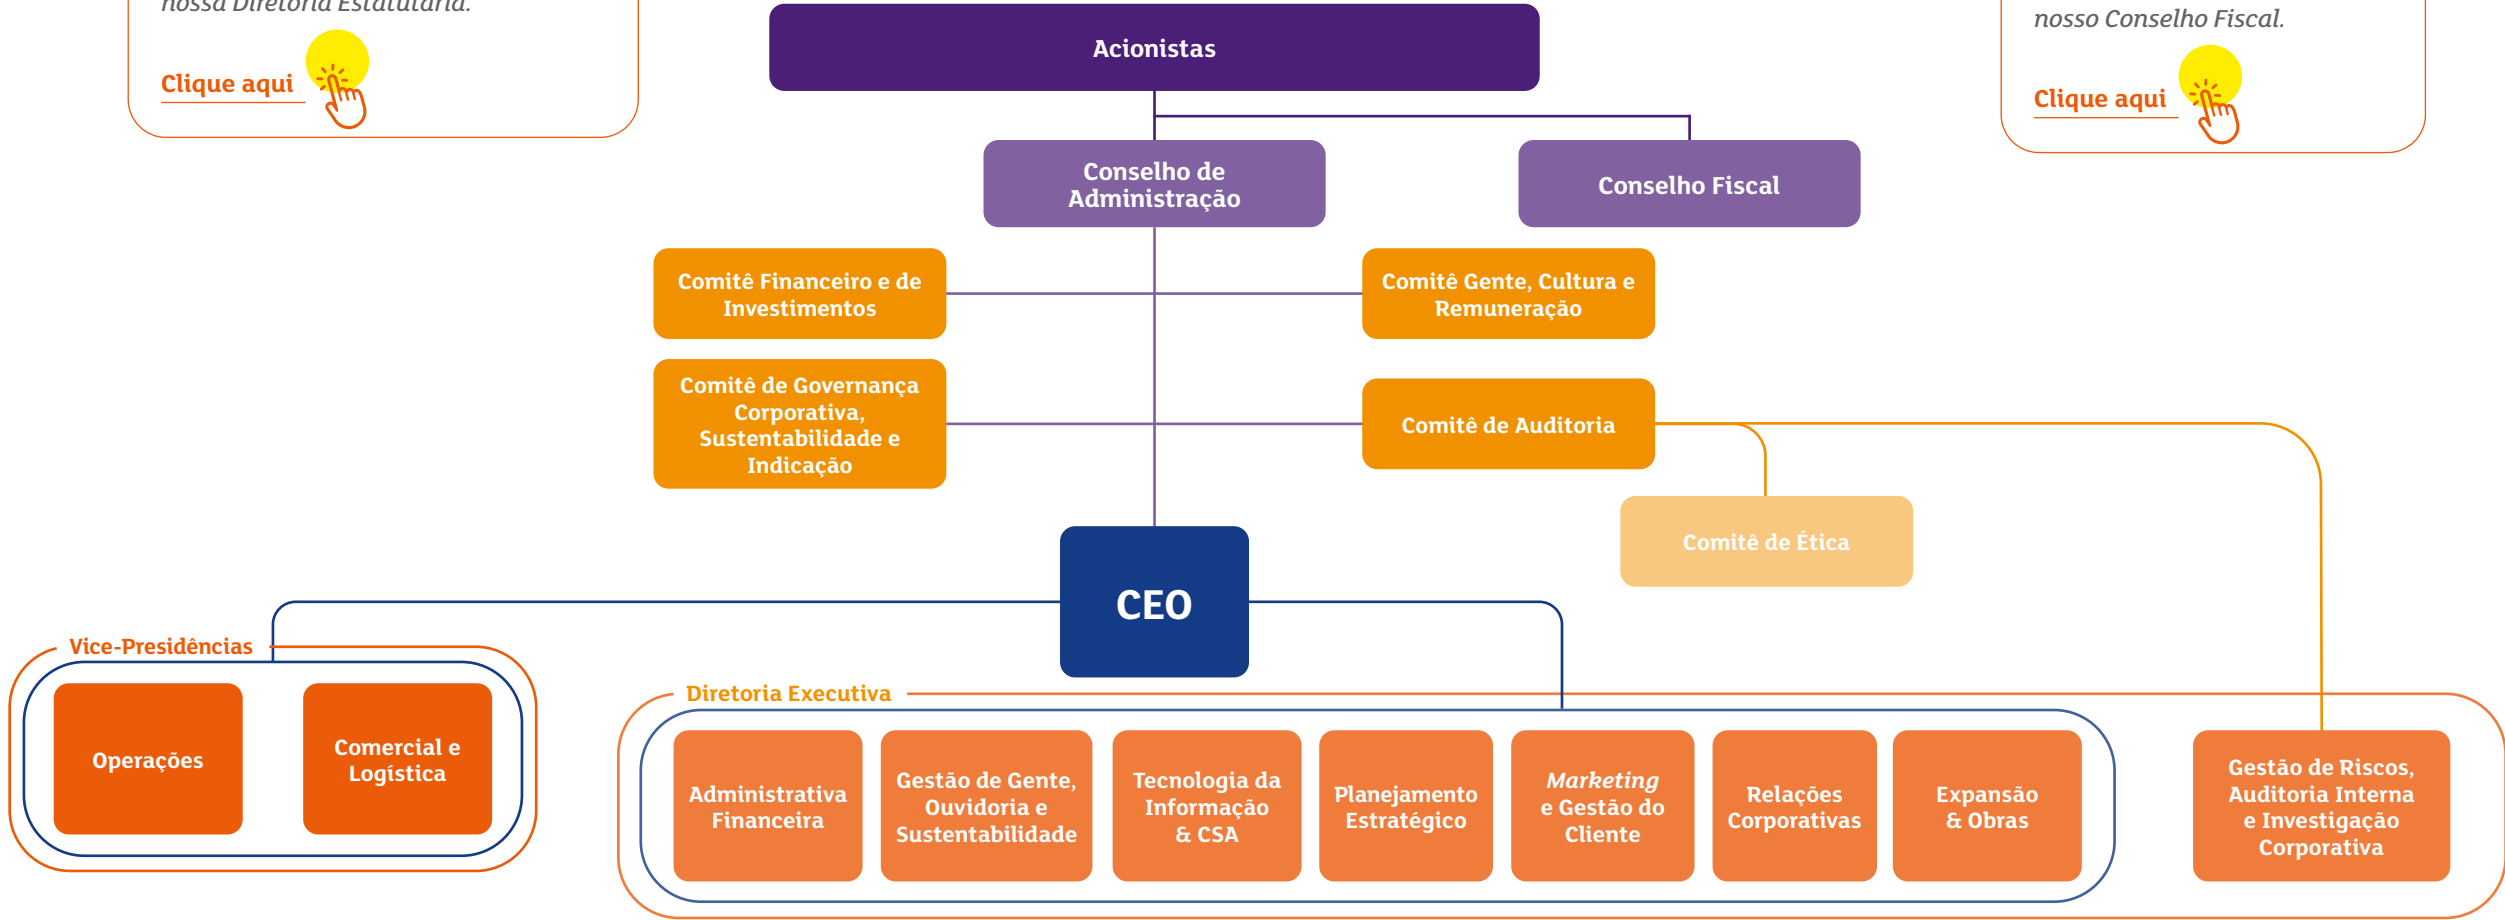 nossa Diretoria Estatutária.
Clique aqui
nosso Conselho Fiscal.
Clique aqui
Acionistas
Conselho de
Administração
Conselho Fiscal
Comitê Financeiro e de
Investimentos
Comitê Gente, Cultura e
Remuneração
Comitê de Governança
Corporativa,
Sustentabilidade e
Indicação
Comitê de Auditoria
Comitê de Ética
CEO
Vice-Presidências
Operações
Comercial e
Logística
Diretoria Executiva
Administrativa
Financeira
Gestão de Gente,
Ouvidoria e
Sustentabilidade
Tecnologia da
Informação
& CSA
Planejamento
Estratégico
Marketing
e Gestão do
Cliente
Relações
Corporativas
Expansão
& Obras
Gestão de Riscos,
Auditoria Interna
e Investigação
Corporativa